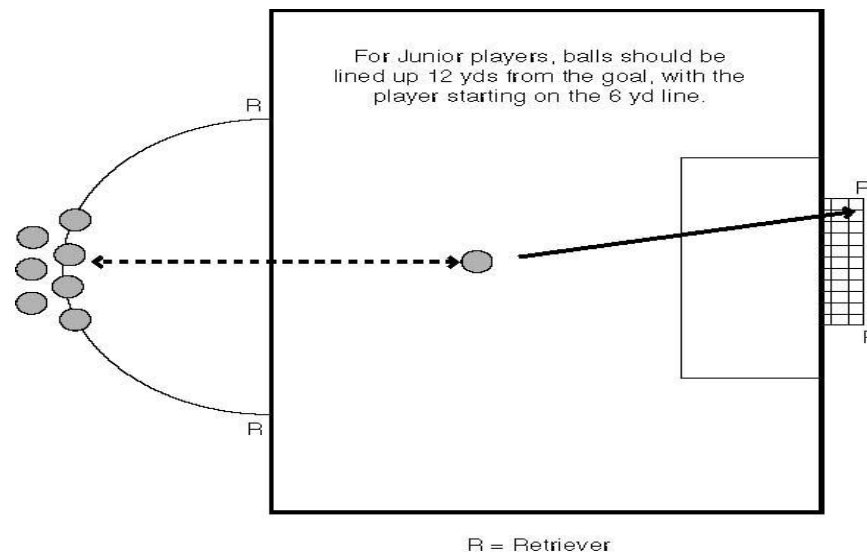 For Junior players, balls should be
lined up 12 yds from the goal, with the
player starting on the 6 yd line.
R
R
R
R
R = Retriever